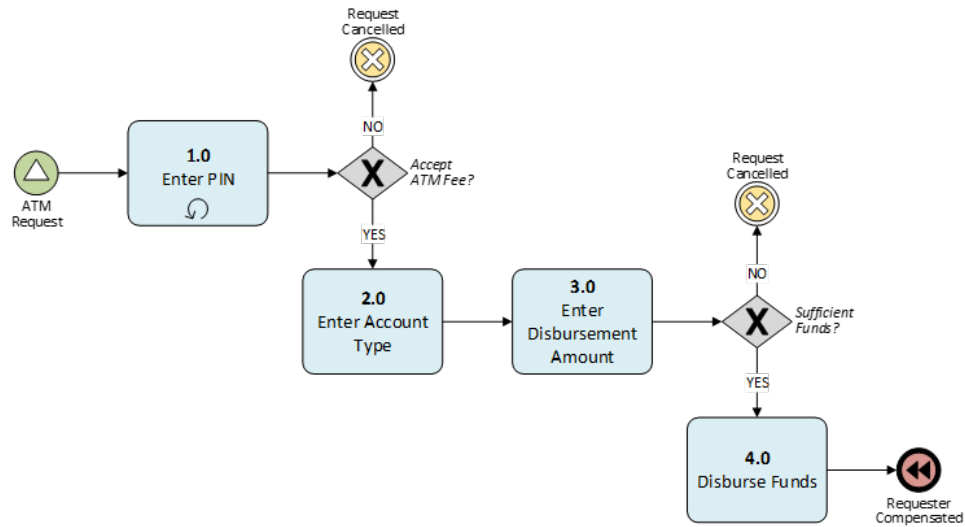 Request
Cancelled
NO
1.0
Enter PIN
X
Accept
ATM Fee?
ATM
Request
YES
Request
Cancelled
NO
2.0
Enter Account
Type
3.0
Enter
Disbursement
Amount
X
Sufficient
Funds?
YES
4.0
Disburse Funds
Requester
Compensated